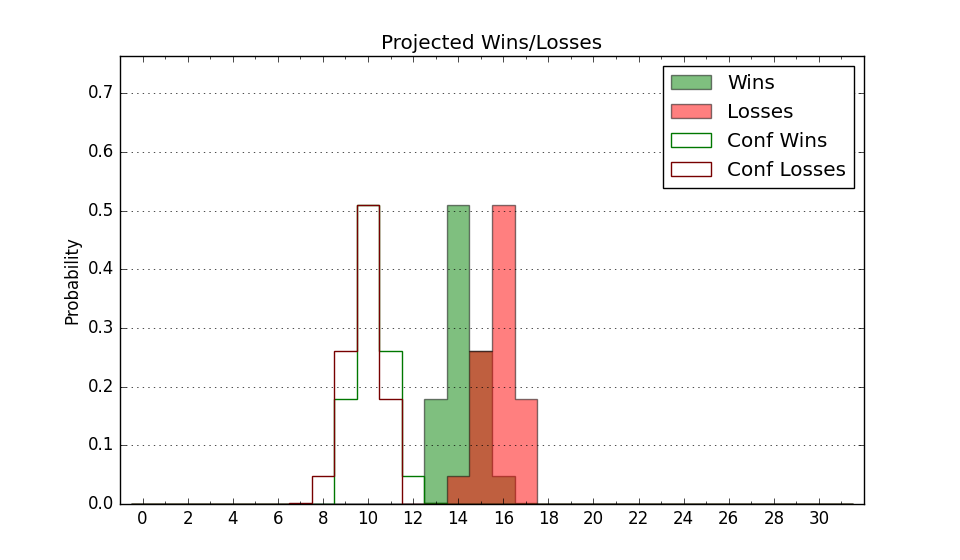 Projected Wins/Losses
Wins
Losses
Conf Wins
Conf Losses
Probability
0.7
0.6
0.5
0.4
0.3
0.2
0.1
0.0
0 2 4 6 8 10 12 14 16 18 20 22 24 26 28 30